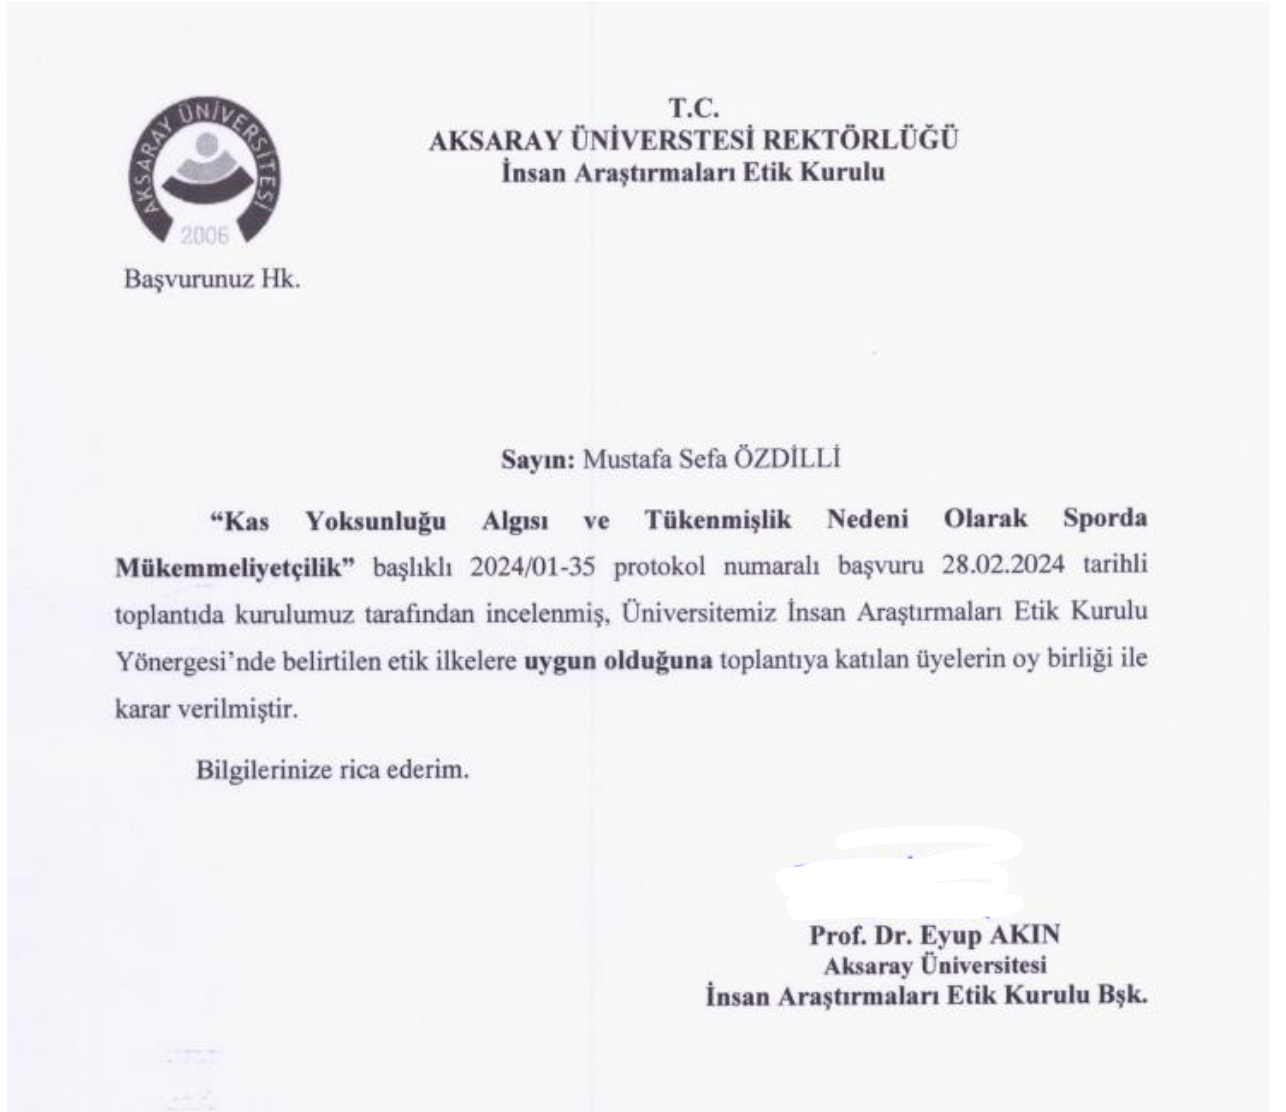 AKSARAY ÜNİVERSİTESİ
2006
T.C.
AKSARAY ÜNİVERSTESİ REKTÖRLÜĞÜ
İnsan Araştırmaları Etik Kurulu
Başvurunuz Hk.
Sayın: Mustafa Sefa ÖZDİLLİ
“Kas Yoksunluğu Algısı ve Tükenmişlik Nedeni Olarak Sporda
Mükemmeliyetçilik” başlıklı 2024/01-35 protokol numaralı başvuru 28.02.2024 tarihli
toplantıda kurulumuz tarafından incelenmiş, Üniversitemiz İnsan Araştırmaları Etik Kurulu
Yönergesi’nde belirtilen etik ilkelere uygun olduğuna toplantıya katılan üyelerin oy birliği ile
karar verilmiştir.
Bilgilerinize rica ederim.
Prof. Dr. Eyup AKIN
Aksaray Üniversitesi
İnsan Araştırmaları Etik Kurulu Bşk.